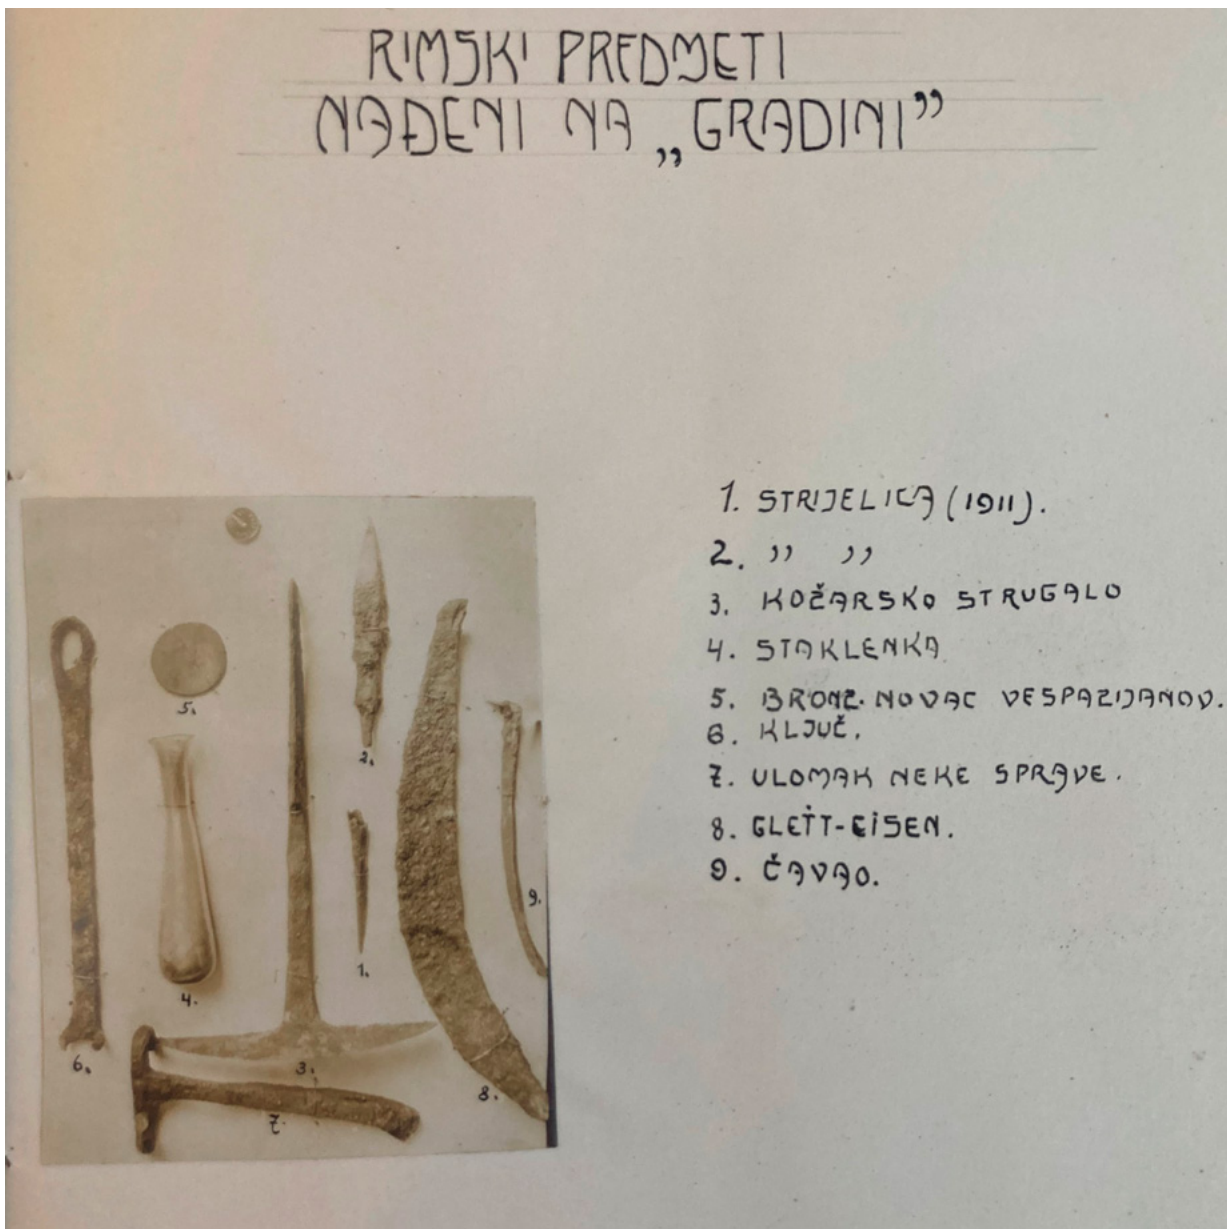 RIMSKI PREDMETI
NAĐENI NA „GRADINI”
1. STRIJELICA (1911).
2. ,, ,,
3. KOŽARSKO STRUGALO
4. STAKLENKA
5. BRONZ. NOVAC VESPAZIJANOV.
6. KLJUČ.
7. ULOMAK NEKE SPRAVE.
8. GLETT-EISEN.
9. ČAVAO.
5.
2.
9.
1.
4.
6.
3.
8.
7.